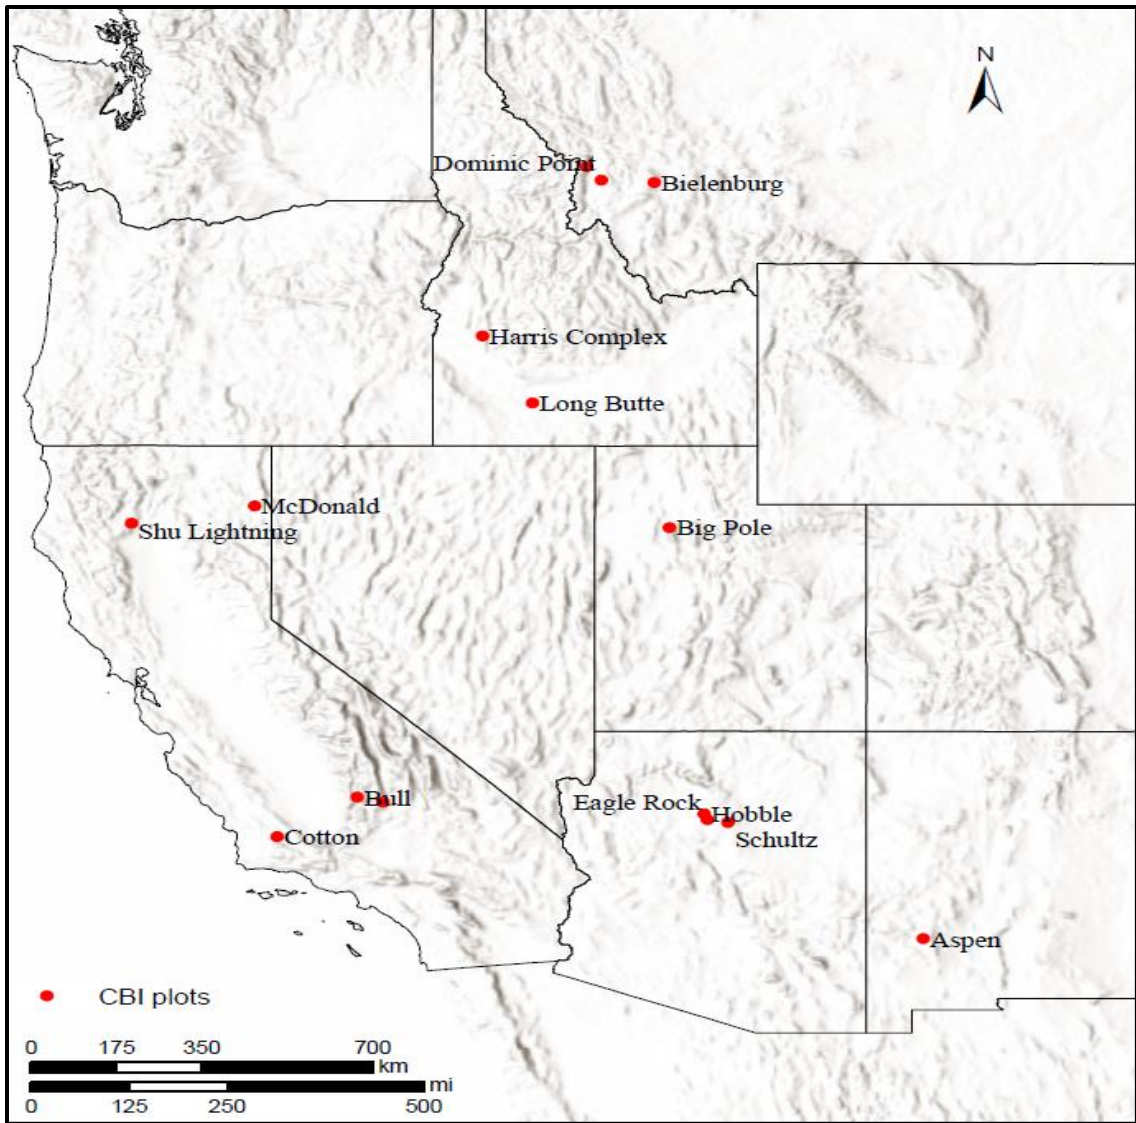 N
Dominic Point
Bielenburg
Harris Complex
Long Butte
McDonald
Shu Lightning
Big Pole
Bull
Eagle Rock
Hobble
Schultz
Cotton
Aspen
CBI plots
0 175 350 700
km
mi
0 125 250 500